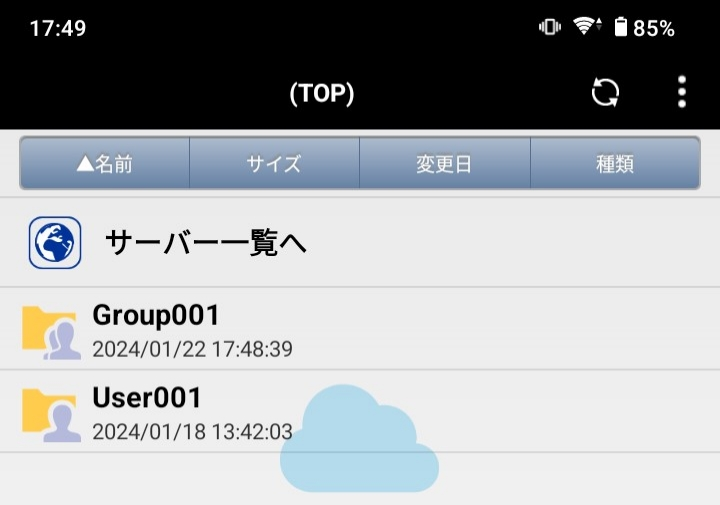 17:49 85%
(TOP)
▲名前 サイズ 変更日 種類
サーバー一覧へ
Group001
2024/01/22 17:48:39
User001
2024/01/18 13:42:03